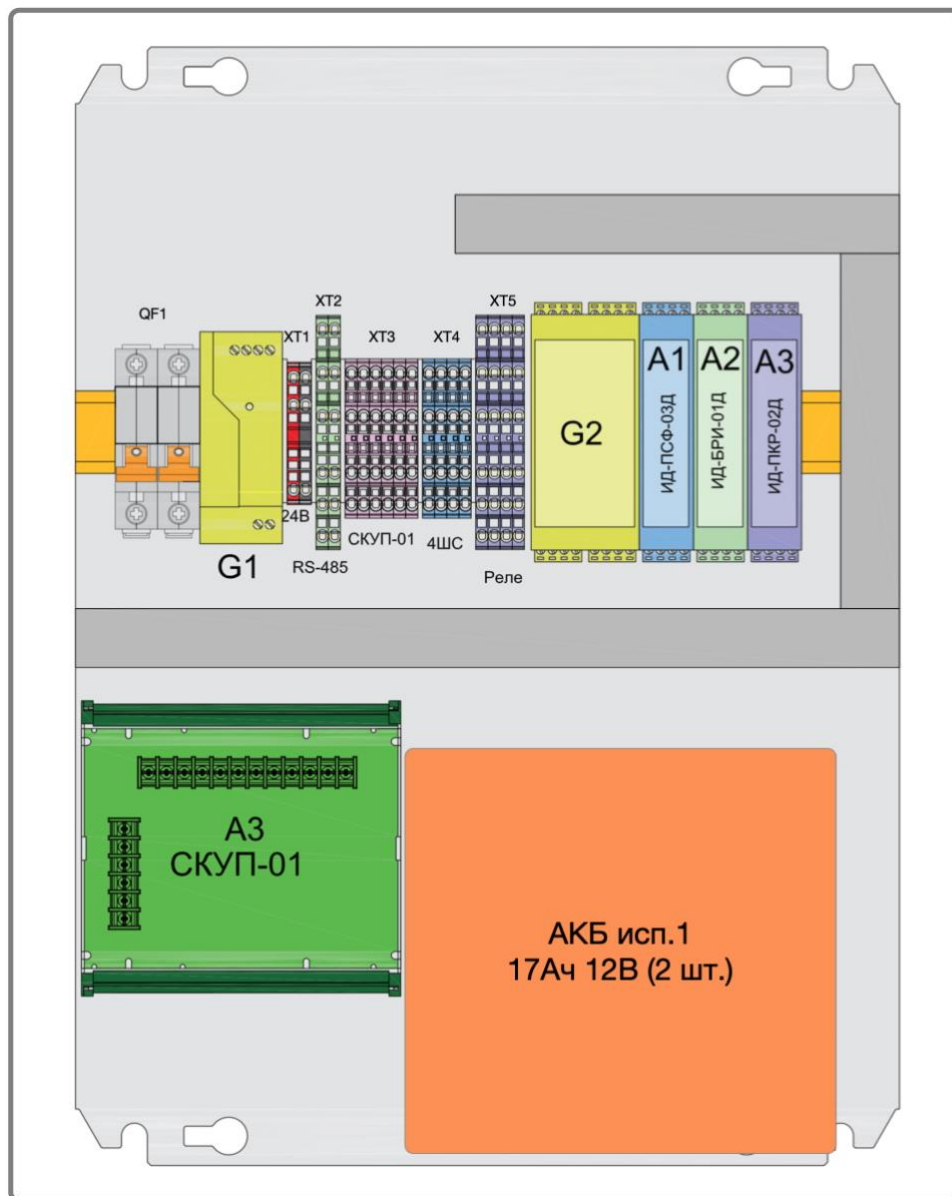 QF1
XT1
XT2
XT3
XT4
XT5
G1
24В
RS-485
СКУП-01
4ШС
Реле
G2
A1
ИД-ПСФ-03Д
A2
ИД-БРИ-01Д
A3
ИД-ПКР-02Д
А3
СКУП-01
АКБ исп.1
17Ач 12В (2 шт.)